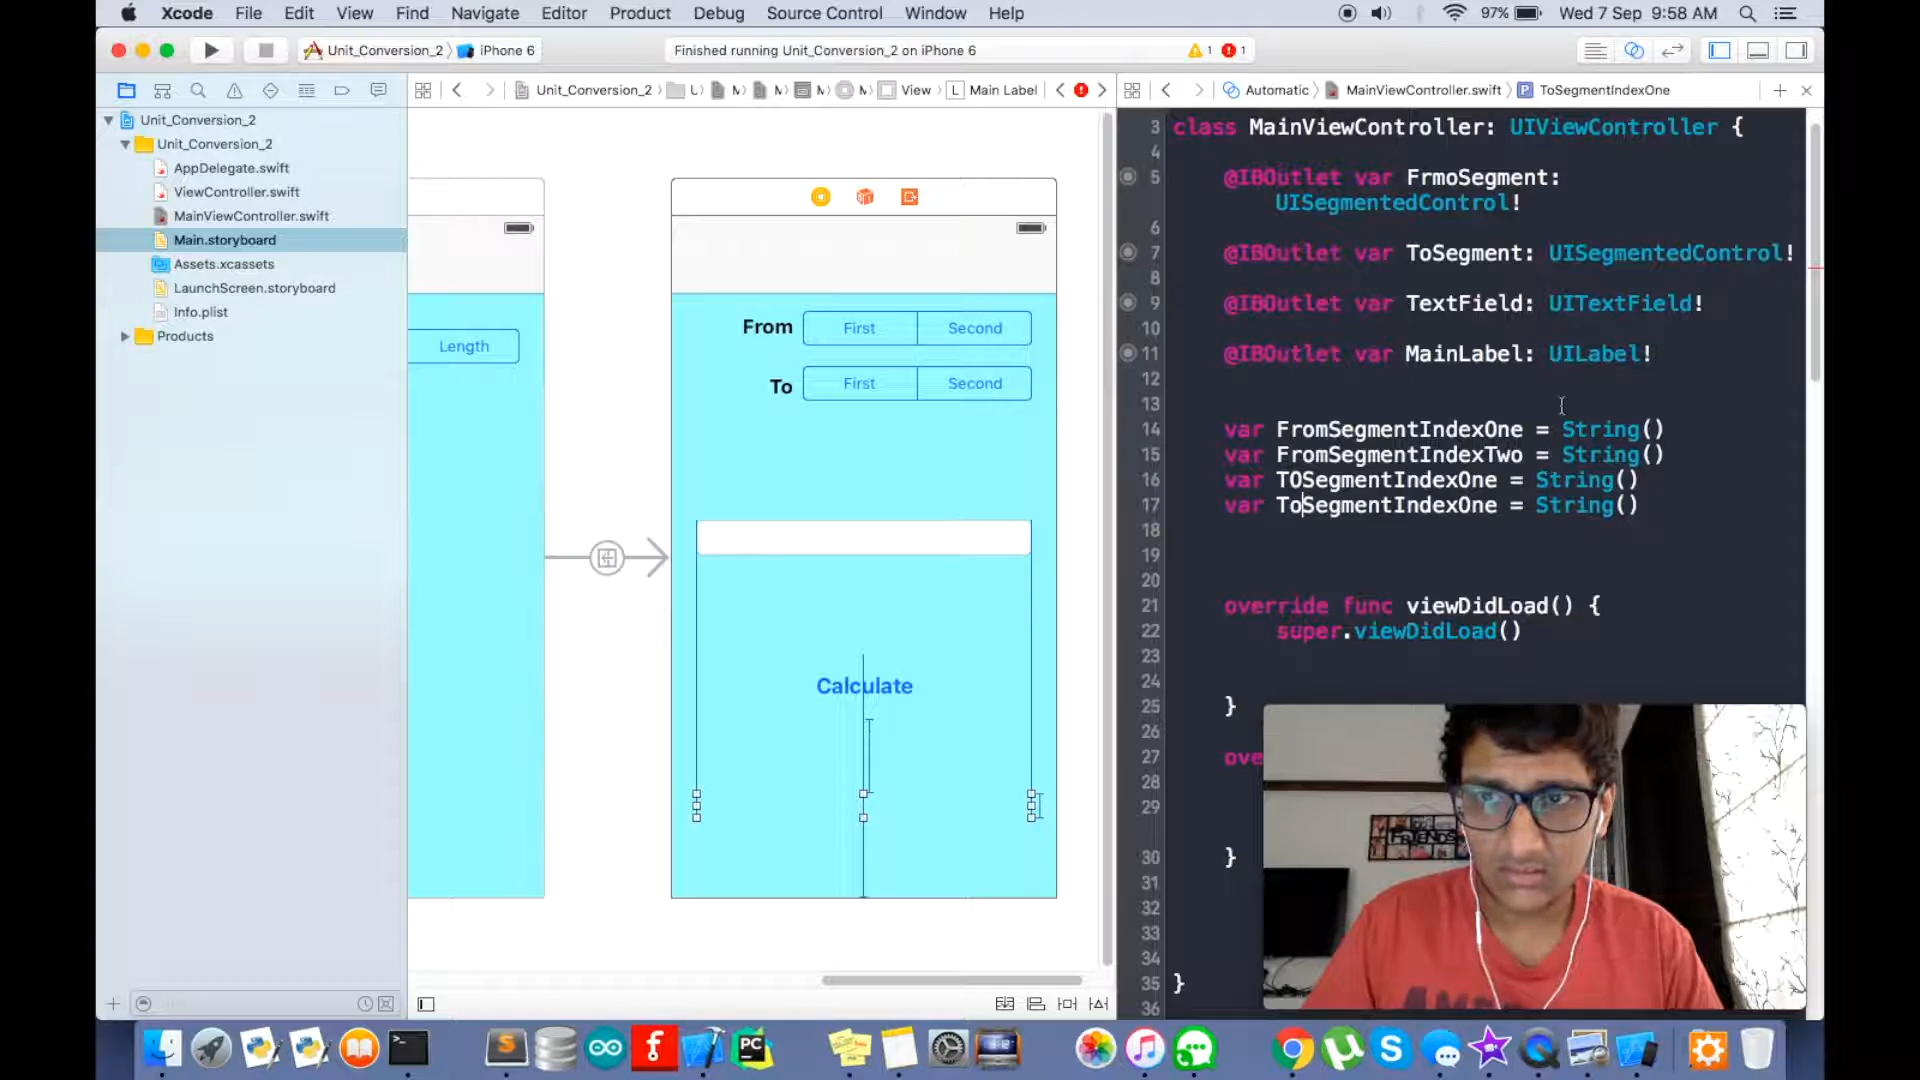 Xcode File Edit View Find Navigate Editor Product Debug Source Control Window Help 97% Wed 7 Sep 9:58 AM
Unit_Conversion_2 iPhone 6 Finished running Unit_Conversion_2 on iPhone 6 1 1
Unit_Conversion_2 View L Main Label
Automatic MainViewController.swift P ToSegmentIndexOne
Unit_Conversion_2
Unit_Conversion_2
AppDelegate.swift
ViewController.swift
MainViewController.swift
Main.storyboard
Assets.xcassets
LaunchScreen.storyboard
Info.plist
Products
Length
From First Second
To First Second
Calculate
3 class MainViewController: UIViewController {
4
5 @IBOutlet var FrmoSegment:
UISegmentedControl!
6
7 @IBOutlet var ToSegment: UISegmentedControl!
8
9 @IBOutlet var TextField: UITextField!
10
11 @IBOutlet var MainLabel: UILabel!
12
13
14 var FromSegmentIndexOne = String()
15 var FromSegmentIndexTwo = String()
16 var TOSegmentIndexOne = String()
17 var ToSegmentIndexOne = String()
18
19
20
21 override func viewDidLoad() {
22 super.viewDidLoad()
23
24
25 }
26
27 ove
28
29
30 }
31
32
33
34
35 }
36
FRIENDS
PC